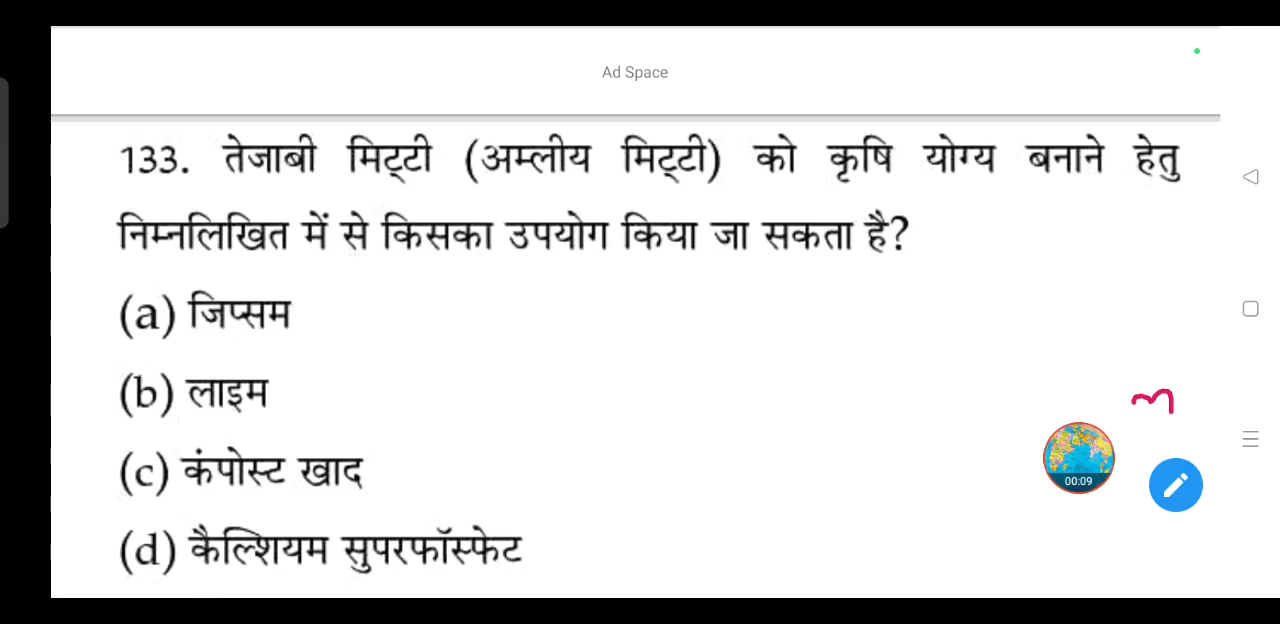 Ad Space
133. तेजाबी मिट्टी (अम्लीय मिट्टी) को कृषि योग्य बनाने हेतु
निम्नलिखित में से किसका उपयोग किया जा सकता है?
(a) जिप्सम
(b) लाइम
(c) कंपोस्ट खाद
(d) कैल्शियम सुपरफॉस्फेट
00:09